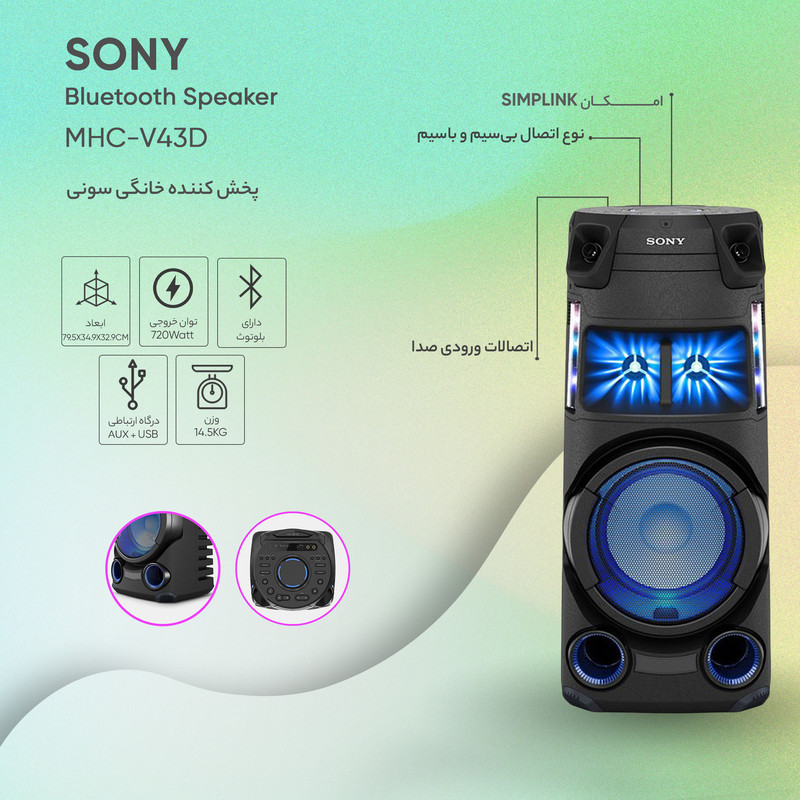 SONY
Bluetooth Speaker
MHC-V43D
پخش کننده خانگی سونی
امکـــــــان SIMPLINK
نوع اتصال بی‌سیم و باسیم
اتصالات ورودی صدا
SONY
ابعاد
79.5X34.9X32.9CM
توان خروجی
720Watt
دارای
بلوتوث
درگاه ارتباطی
AUX + USB
وزن
14.5KG